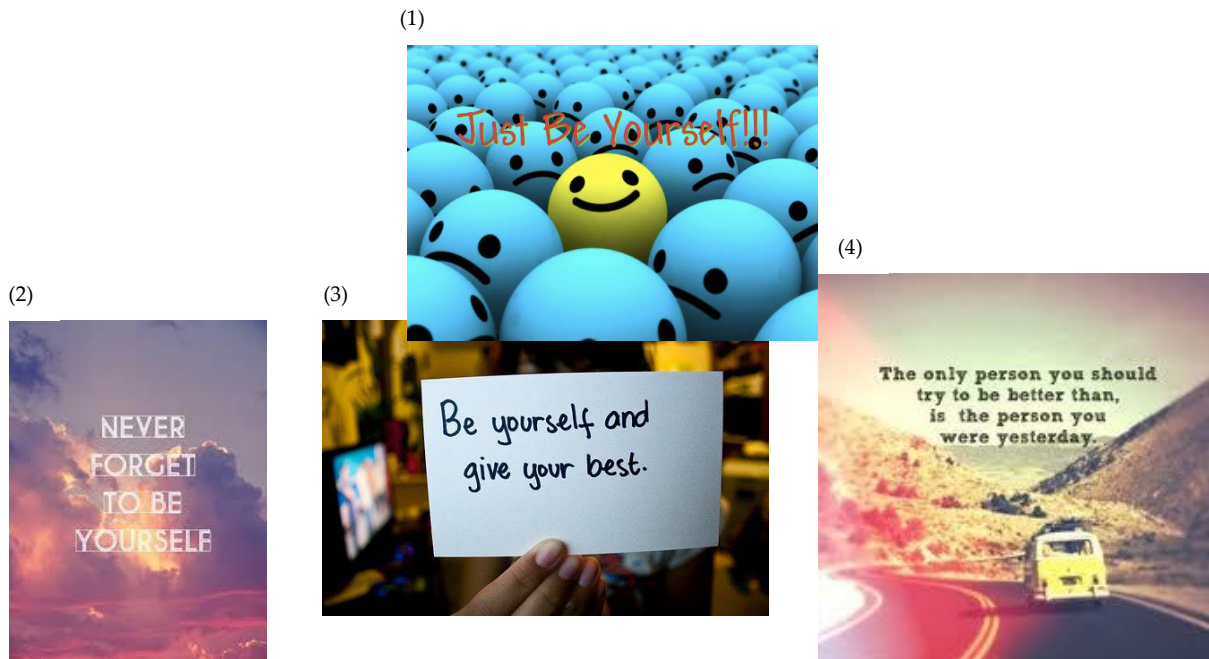 (1)
Just Be Yourself!!!
(2)
NEVER
FORGET
TO BE
YOURSELF
(3)
Be yourself and
give your best.
(4)
The only person you should
try to be better than,
is the person you
were yesterday.